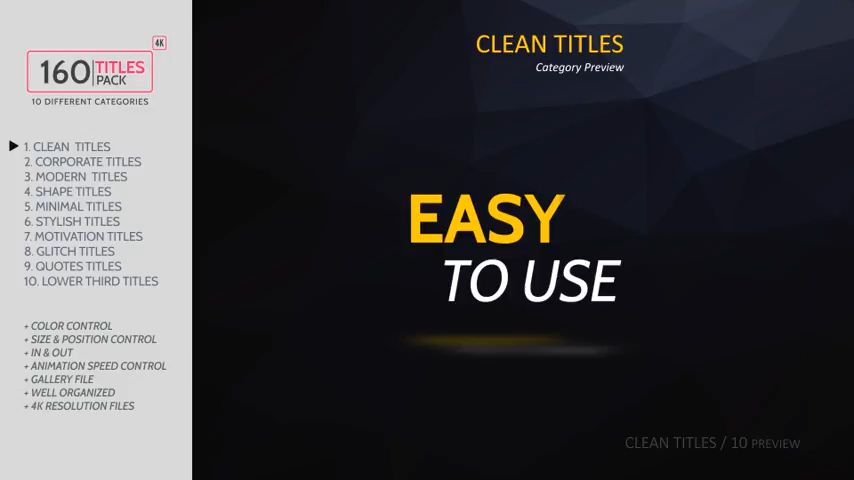 4K
160 TITLES
PACK
10 DIFFERENT CATEGORIES
1. CLEAN TITLES
2. CORPORATE TITLES
3. MODERN TITLES
4. SHAPE TITLES
5. MINIMAL TITLES
6. STYLISH TITLES
7. MOTIVATION TITLES
8. GLITCH TITLES
9. QUOTES TITLES
10. LOWER THIRD TITLES
+ COLOR CONTROL
+ SIZE & POSITION CONTROL
+ IN & OUT
+ ANIMATION SPEED CONTROL
+ GALLERY FILE
+ WELL ORGANIZED
+ 4K RESOLUTION FILES
CLEAN TITLES
Category Preview
EASY
TO USE
CLEAN TITLES / 10 PREVIEW